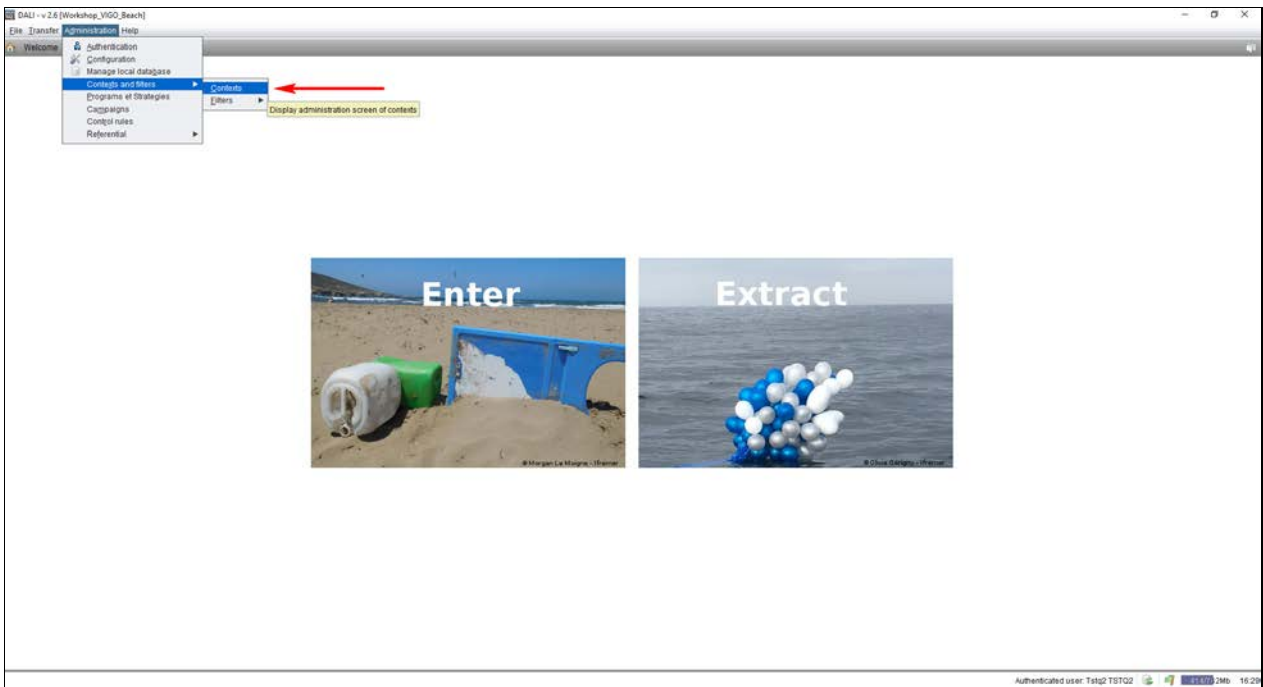 DALI - v 2.6 [Workshop_VIGO_Beach]
File Transfer Administration Help
Welcome
Authentication
Configuration
Manage local database
Contexts and filters
Programs et Strategies
Campaigns
Control rules
Referential
Contexts
Filters
Display administration screen of contexts
Enter
Extract
© Morgan Le Moigne - Ifremer
Ifremer
Authenticated user: Tstq2 TSTQ2
2Mb